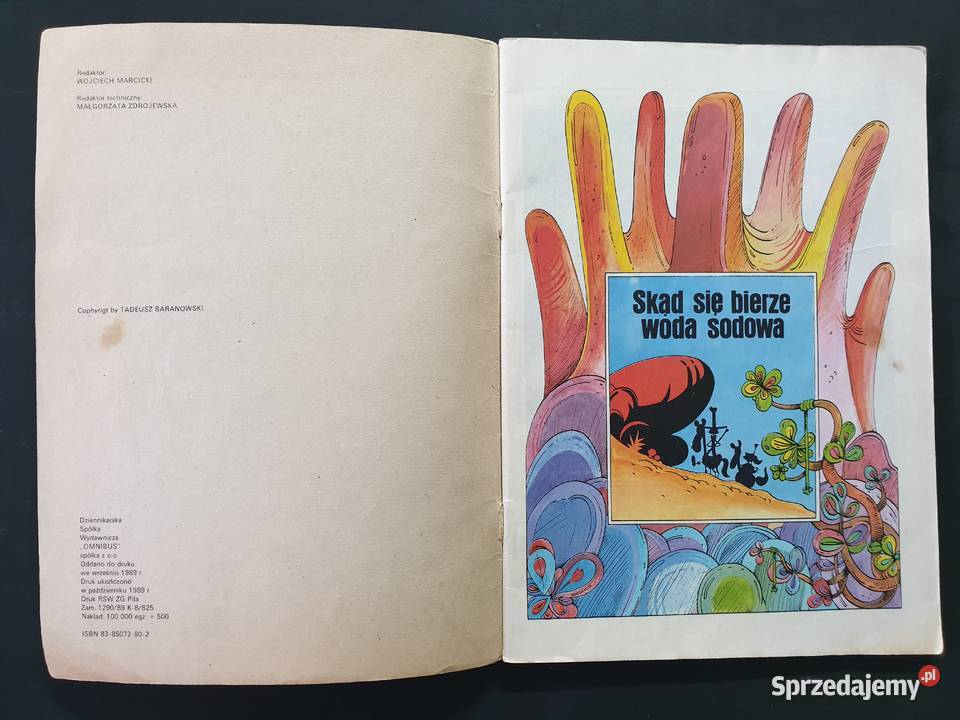 Redaktor:
WOJCIECH MARCICKI
Redaktor techniczny:
MAŁGORZATA ZDROJEWSKA
Cophyrigt by TADEUSZ BARANOWSKI
Dziennikarska
Spółka
Wydawnicza
„OMNIBUS"
spółka z o.o.
Oddano do druku
we wrześniu 1989 r.
Druk ukończono
w październiku 1989 r.
Druk RSW ZG Piła
Zam. 1290/89 K-8/625
Nakład: 100 000 egz. + 500
ISBN 83-85072-80-2
Skąd się bierze
woda sodowa
Sprzedajemy.pl